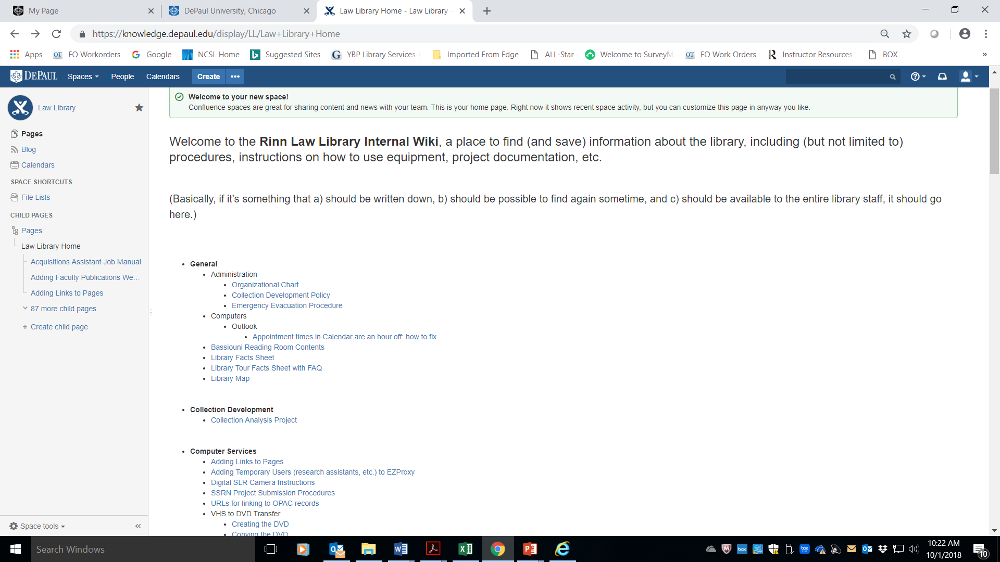 My Page
DePaul University, Chicago
Law Library Home - Law Library -
https://knowledge.depaul.edu/display/LL/Law+Library+Home
Apps
FO Workorders
Google
NCSL Home
Suggested Sites
YBP Library Services-
Imported From Edge
ALL-Star
Welcome to SurveyM
FO Work Orders
Instructor Resources
BOX
»
DEPAUL
Spaces
People
Calendars
Create
•••
Law Library
Pages
Blog
Calendars
SPACE SHORTCUTS
File Lists
CHILD PAGES
Pages
Law Library Home
Acquisitions Assistant Job Manual
Adding Faculty Publications We...
Adding Links to Pages
87 more child pages
+ Create child page
Space tools
«
Welcome to your new space!
Confluence spaces are great for sharing content and news with your team. This is your home page. Right now it shows recent space activity, but you can customize this page in anyway you like.
Welcome to the Rinn Law Library Internal Wiki, a place to find (and save) information about the library, including (but not limited to)
procedures, instructions on how to use equipment, project documentation, etc.
(Basically, if it's something that a) should be written down, b) should be possible to find again sometime, and c) should be available to the entire library staff, it should go
here.)
• General
• Administration
• Organizational Chart
• Collection Development Policy
• Emergency Evacuation Procedure
• Computers
• Outlook
• Appointment times in Calendar are an hour off: how to fix
• Bassiouni Reading Room Contents
• Library Facts Sheet
• Library Tour Facts Sheet with FAQ
• Library Map
• Collection Development
• Collection Analysis Project
• Computer Services
• Adding Links to Pages
• Adding Temporary Users (research assistants, etc.) to EZProxy
• Digital SLR Camera Instructions
• SSRN Project Submission Procedures
• URLs for linking to OPAC records
• VHS to DVD Transfer
• Creating the DVD
• Copying the DVD
Search Windows
10:22 AM
10/1/2018
10